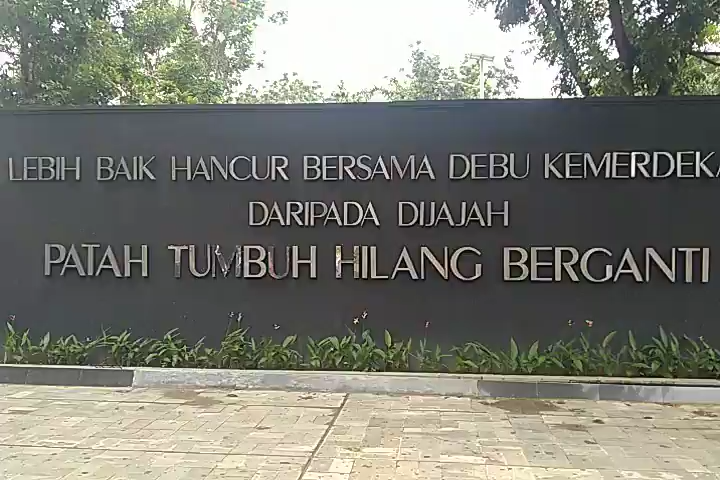 LEBIH BAIK HANCUR BERSAMA DEBU KEMERDEKA
DARIPADA DIJAJAH
PATAH TUMBUH HILANG BERGANTI